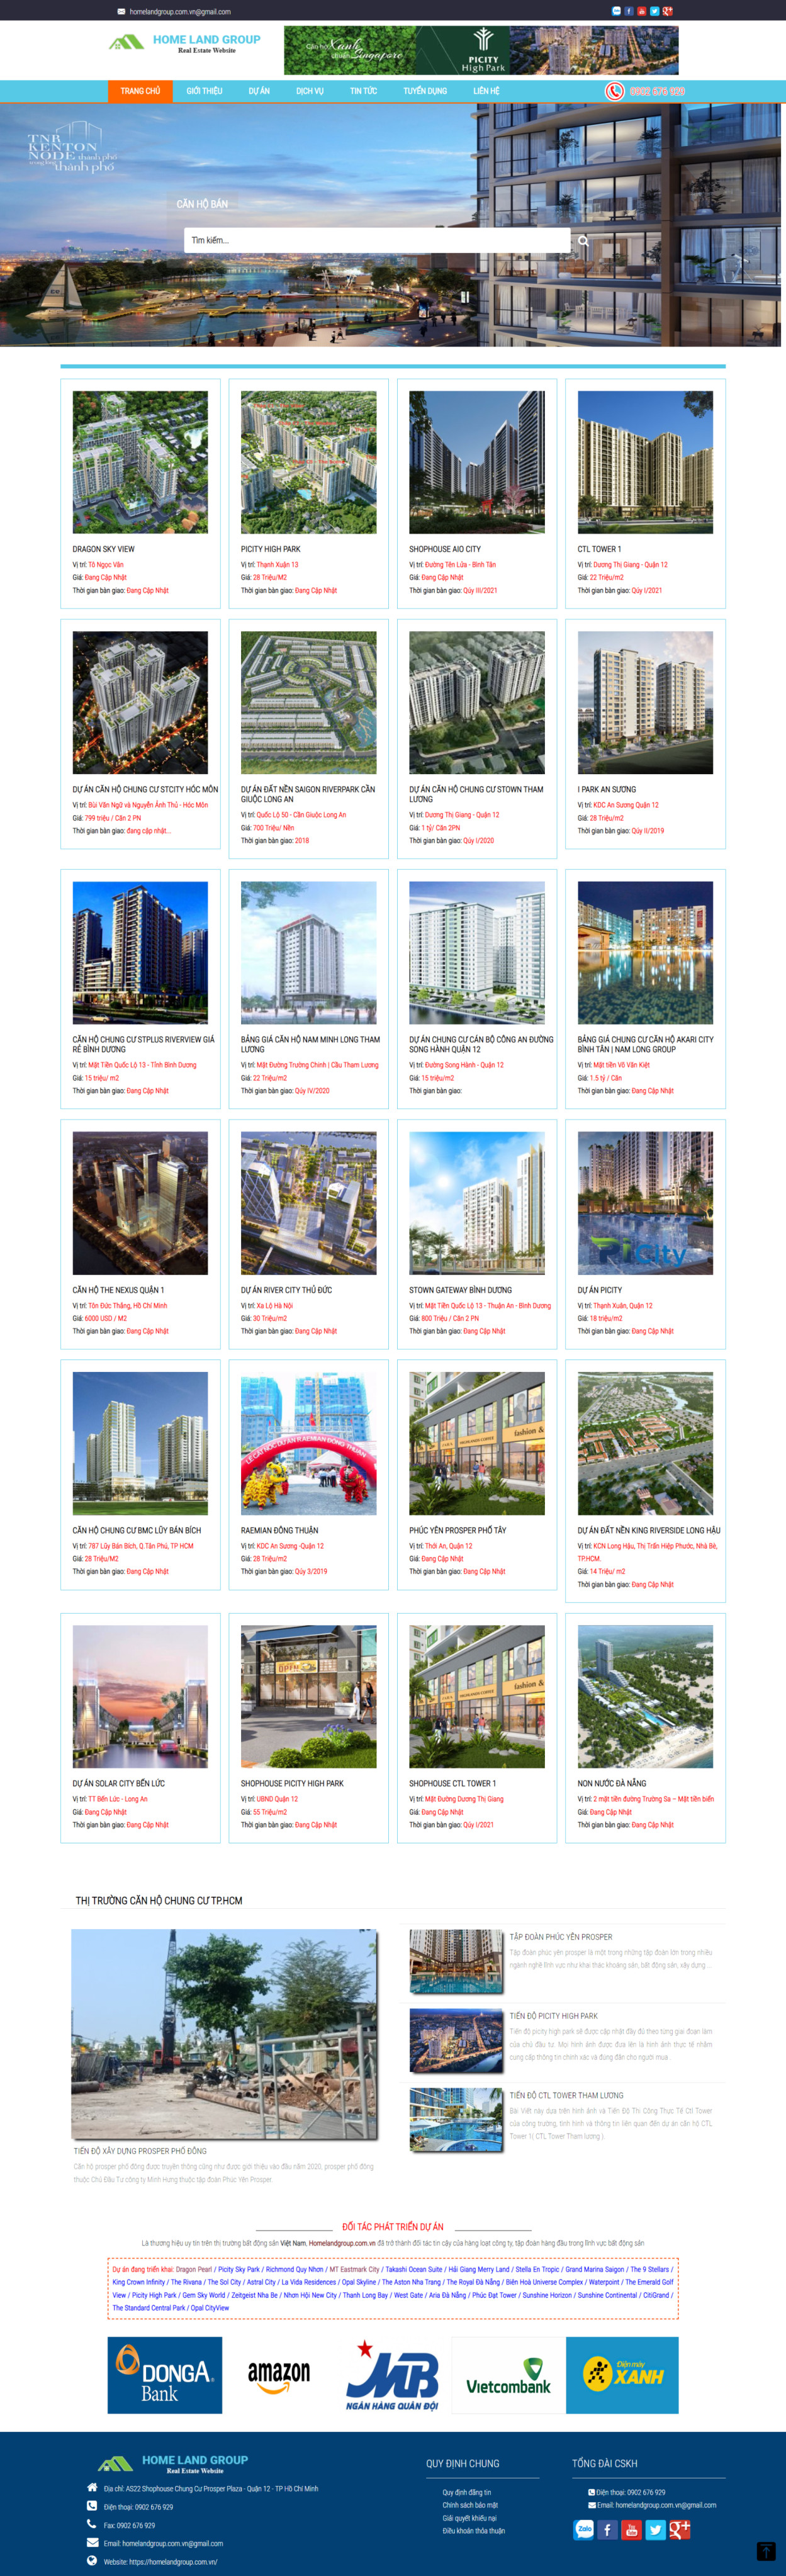 homelandgroup.com.vn@gmail.com
HOME LAND GROUP
Real Estate Website
Căn hộ Xanh
Singapore
PICITY
High Park
TRANG CHỦ GIỚI THIỆU DỰ ÁN DỊCH VỤ TIN TỨC TUYỂN DỤNG LIÊN HỆ 0902 676 929
TNR
KENTON
NODE
thành phố
CĂN HỘ BÁN
Tìm kiếm...
DRAGON SKY VIEW
Vị trí: Tô Ngọc Vân
Giá: Đang Cập Nhật
Thời gian bàn giao: Đang Cập Nhật
PICITY HIGH PARK
Vị trí: Thạnh Xuân 13
Giá: 28 Triệu/M2
Thời gian bàn giao: Đang Cập Nhật
SHOPHOUSE AIO CITY
Vị trí: Đường Tên Lửa - Bình Tân
Giá: Đang Cập Nhật
Thời gian bàn giao: Qúy III/2021
CTL TOWER 1
Vị trí: Dương Thị Giang - Quận 12
Giá: 22 Triệu/m2
Thời gian bàn giao: Qúy I/2021
DỰ ÁN CĂN HỘ CHUNG CƯ STCITY HÓC MÔN
Vị trí: Bùi Văn Ngữ và Nguyễn Ảnh Thủ - Hóc Môn
Giá: 799 triệu / Căn 2 PN
Thời gian bàn giao: đang cập nhật...
DỰ ÁN ĐẤT NỀN SAIGON RIVERPARK CẦN
GIUỘC LONG AN
Vị trí: Quốc Lộ 50 - Cần Giuộc Long An
Giá: 700 Triệu/ Nền
Thời gian bàn giao: 2018
DỰ ÁN CĂN HỘ CHUNG CƯ STOWN THAM
LƯƠNG
Vị trí: Dương Thị Giang - Quận 12
Giá: 1 tỷ/ Căn 2PN
Thời gian bàn giao: Qúy I/2020
I PARK AN SƯƠNG
Vị trí: KDC An Sương Quận 12
Giá: 28 Triệu/m2
Thời gian bàn giao: Qúy II/2019
CĂN HỘ CHUNG CƯ STPLUS RIVERVIEW GIÁ
RẺ BÌNH DƯƠNG
Vị trí: Mặt Tiền Quốc Lộ 13 - Tỉnh Bình Dương
Giá: 15 triệu/ m2
Thời gian bàn giao: Đang Cập Nhật
BẢNG GIÁ CĂN HỘ NAM MINH LONG THAM
LƯƠNG
Vị trí: Mặt Đường Trường Chinh | Cầu Tham Lương
Giá: 22 Triệu/m2
Thời gian bàn giao: Qúy IV/2020
DỰ ÁN CHUNG CƯ CÁN BỘ CÔNG AN ĐƯỜNG
SONG HÀNH QUẬN 12
Vị trí: Đường Song Hành - Quận 12
Giá: 15 triệu/m2
Thời gian bàn giao:
BẢNG GIÁ CHUNG CƯ CĂN HỘ AKARI CITY
BÌNH TÂN | NAM LONG GROUP
Vị trí: Mặt tiền Võ Văn Kiệt
Giá: 1.5 tỷ / Căn
Thời gian bàn giao: Đang Cập Nhật
CĂN HỘ THE NEXUS QUẬN 1
Vị trí: Tôn Đức Thắng, Hồ Chí Minh
Giá: 6000 USD / M2
Thời gian bàn giao: Đang Cập Nhật
DỰ ÁN RIVER CITY THỦ ĐỨC
Vị trí: Xa Lộ Hà Nội
Giá: 30 Triệu/m2
Thời gian bàn giao: Đang Cập Nhật
STOWN GATEWAY BÌNH DƯƠNG
Vị trí: Mặt Tiền Quốc Lộ 13 - Thuận An - Bình Dương
Giá: 800 Triệu / Căn 2 PN
Thời gian bàn giao: Đang Cập Nhật
PiCity
DỰ ÁN PICITY
Vị trí: Thạnh Xuân, Quận 12
Giá: 18 triệu/m2
Thời gian bàn giao: Đang Cập Nhật
CĂN HỘ CHUNG CƯ BMC LŨY BÁN BÍCH
Vị trí: 787 Lũy Bán Bích, Q.Tân Phú, TP HCM
Giá: 28 Triệu/M2
Thời gian bàn giao: Đang Cập Nhật
LỄ CẤT NÓC DỰ ÁN RAEMIAN ĐÔNG THUẬN
RAEMIAN ĐÔNG THUẬN
Vị trí: KDC An Sương -Quận 12
Giá: 28 Triệu/m2
Thời gian bàn giao: Qúy 3/2019
HIGHLANDS COFFEE
fashion &
PHÚC YÊN PROSPER PHỐ TÂY
Vị trí: Thới An, Quận 12
Giá: Đang Cập Nhật
Thời gian bàn giao: Đang Cập Nhật
DỰ ÁN ĐẤT NỀN KING RIVERSIDE LONG HẬU
Vị trí: KCN Long Hậu, Thị Trấn Hiệp Phước, Nhà Bè,
TP.HCM.
Giá: 14 Triệu/ m2
Thời gian bàn giao: Đang Cập Nhật
DỰ ÁN SOLAR CITY BẾN LỨC
Vị trí: TT Bến Lức - Long An
Giá: Đang Cập Nhật
Thời gian bàn giao: Đang Cập Nhật
OPEN
SHOPHOUSE PICITY HIGH PARK
Vị trí: UBND Quận 12
Giá: 55 Triệu/m2
Thời gian bàn giao: Đang Cập Nhật
HIGHLANDS COFFEE
fashion &
SHOPHOUSE CTL TOWER 1
Vị trí: Mặt Đường Dương Thị Giang
Giá: Đang Cập Nhật
Thời gian bàn giao: Qúy I/2021
NON NƯỚC ĐÀ NẴNG
Vị trí: 2 mặt tiền đường Trường Sa – Mặt tiền biển
Giá: Đang Cập Nhật
Thời gian bàn giao: Đang Cập Nhật
THỊ TRƯỜNG CĂN HỘ CHUNG CƯ TP.HCM
TIẾN ĐỘ XÂY DỰNG PROSPER PHỐ ĐÔNG
Căn hộ prosper phố đông được truyền thông cũng như được giới thiệu vào đầu năm 2020, prosper phố đông
thuộc Chủ Đầu Tư công ty Minh Hưng thuộc tập đoàn Phúc Yên Prosper.
TẬP ĐOÀN PHÚC YÊN PROSPER
Tập đoàn phúc yên prosper là một trong những tập đoàn lớn trong nhiều
ngành nghề lĩnh vực như khai thác khoáng sản, bất động sản, xây dựng ...
TIẾN ĐỘ PICITY HIGH PARK
Tiến độ picity high park sẽ được cập nhật đầy đủ theo từng giai đoạn làm
của chủ đầu tư. Mọi hình ảnh được đưa lên là hình ảnh thực tế nhằm
cung cấp thông tin chính xác và đúng đắn cho người mua.
TIẾN ĐỘ CTL TOWER THAM LƯƠNG
Bài Viết này dựa trên hình ảnh và Tiến Độ Thi Công Thực Tế Ctl Tower
của công trường, tình hình và thông tin liên quan đến dự án căn hộ CTL
Tower 1( CTL Tower Tham lương ).
ĐỐI TÁC PHÁT TRIỂN DỰ ÁN
Là thương hiệu uy tín trên thị trường bất động sản Việt Nam, Homelandgroup.com.vn đã trở thành đối tác tin cậy của hàng loạt công ty, tập đoàn hàng đầu trong lĩnh vực bất động sản
Dự án đang triển khai: Dragon Pearl / Picity Sky Park / Richmond Quy Nhơn / MT Eastmark City / Takashi Ocean Suite / Hải Giang Merry Land / Stella En Tropic / Grand Marina Saigon / The 9 Stellars /
King Crown Infinity / The Rivana / The Sol City / Astral City / La Vida Residences / Opal Skyline / The Aston Nha Trang / The Royal Đà Nẵng / Biên Hoà Universe Complex / Waterpoint / The Emerald Golf
View / Picity High Park / Gem Sky World / Zeitgeist Nha Be / Nhơn Hội New City / Thanh Long Bay / West Gate / Aria Đà Nẵng / Phúc Đạt Tower / Sunshine Horizon / Sunshine Continental / CitiGrand /
The Standard Central Park / Opal CityView
DONGA Bank
amazon
MB
NGÂN HÀNG QUÂN ĐỘI
Vietcombank
Điện máy
XANH
HOME LAND GROUP
Real Estate Website
Địa chỉ: AS22 Shophouse Chung Cư Prosper Plaza - Quận 12 - TP Hồ Chí Minh
Điện thoại: 0902 676 929
Fax: 0902 676 929
Email: homelandgroup.com.vn@gmail.com
Website: https://homelandgroup.com.vn/
QUY ĐỊNH CHUNG
Quy định đăng tin
Chính sách bảo mật
Giải quyết khiếu nại
Điều khoản thỏa thuận
TỔNG ĐÀI CSKH
Điện thoại: 0902 676 929
Email: homelandgroup.com.vn@gmail.com
Zalo